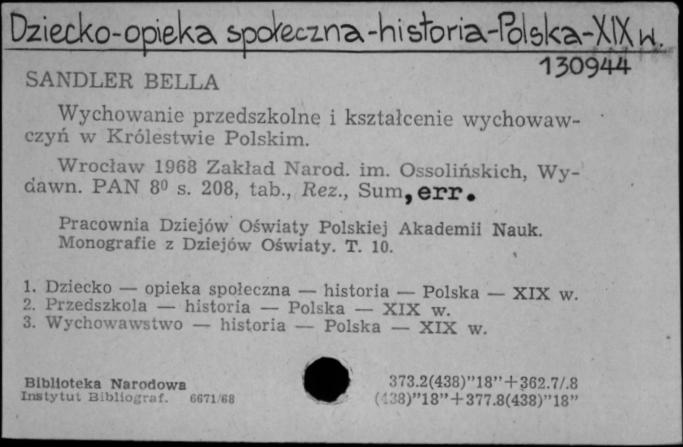 Dziecko-opieka społeczna-historia-Polska-XIX w.
130944
SANDLER BELLA
Wychowanie przedszkolne i kształcenie wychowaw-
czyń w Królestwie Polskim.
Wrocław 1968 Zakład Narod. im. Ossolińskich, Wy-
dawn. PAN 8⁰ s. 208, tab., Rez., Sum, err.
Pracownia Dziejów Oświaty Polskiej Akademii Nauk.
Monografie z Dziejów Oświaty. T. 10.
1. Dziecko — opieka społeczna — historia — Polska — XIX w.
2. Przedszkola — historia — Polska — XIX w.
3. Wychowawstwo — historia — Polska — XIX w.
Biblioteka Narodowa
Instytut Bibliograf. 6671/68
373.2(438)”18”+362.7/.8
(438)”18”+377.8(438)”18”